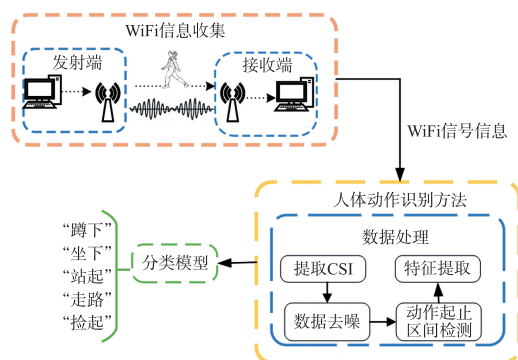 WiFi信息收集
发射端
接收端
WiFi信号信息
人体动作识别方法
数据处理
提取CSI
特征提取
数据去噪
动作起止
区间检测
分类模型
“蹲下”
“坐下”
“站起”
“走路”
“捡起”